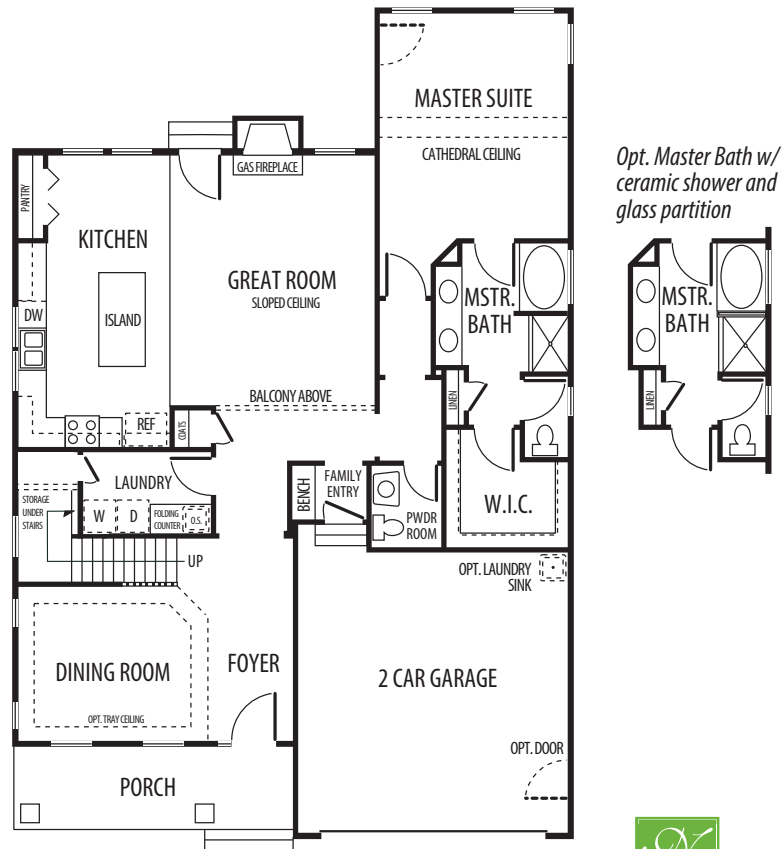 MASTER SUITE
CATHEDRAL CEILING
Opt. Master Bath w/
ceramic shower and
glass partition
GAS FIREPLACE
PANTRY
KITCHEN
GREAT ROOM
SLOPED CEILING
MSTR.
BATH
MSTR.
BATH
DW
ISLAND
BALCONY ABOVE
LINEN
LINEN
REF
COATS
LAUNDRY
FAMILY
ENTRY
BENCH
W.I.C.
STORAGE
UNDER
STAIRS
W
D
FOLDING
COUNTER
O.S.
PWDR
ROOM
UP
OPT. LAUNDRY
SINK
DINING ROOM
FOYER
2 CAR GARAGE
OPT. TRAY CEILING
OPT. DOOR
PORCH
N